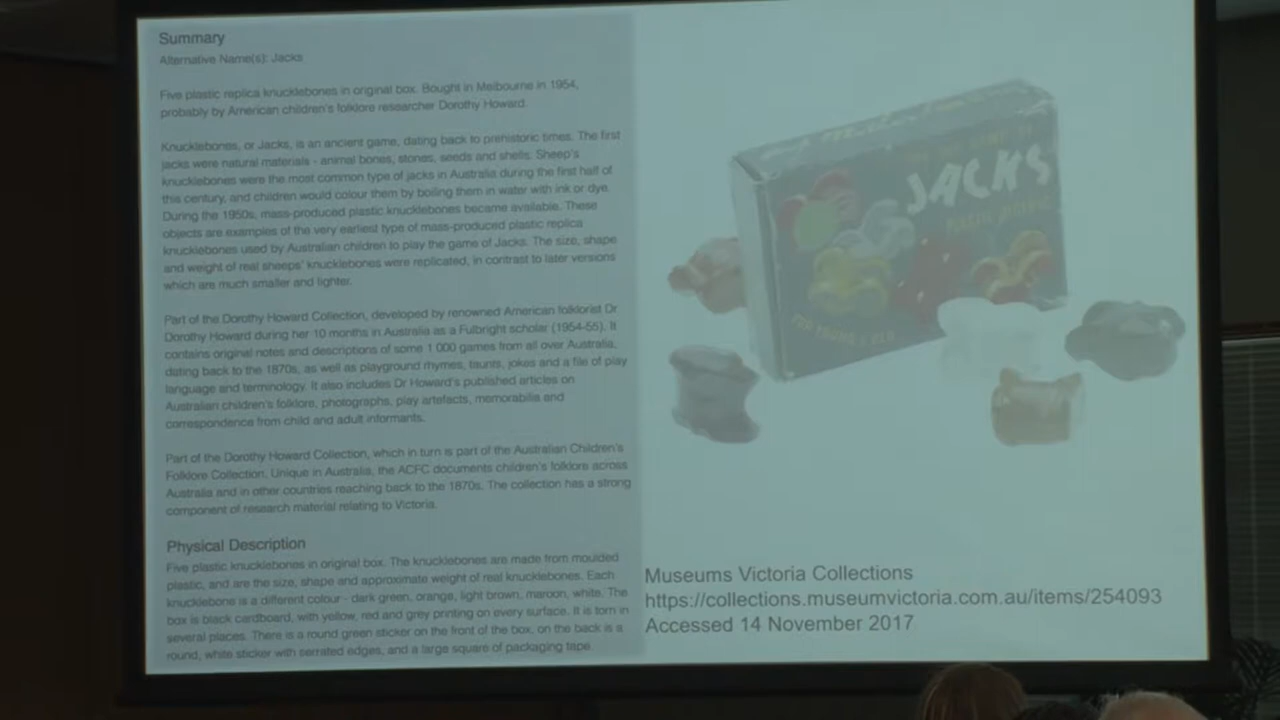 Summary
Alternative Name(s): Jacks
Five plastic replica knucklebones in original box. Bought in Melbourne in 1954,
probably by American children's folklore researcher Dorothy Howard.
Knucklebones, or Jacks, is an ancient game, dating back to prehistoric times. The first
jacks were natural materials - animal bones, stones, seeds and shells. Sheep's
knucklebones were the most common type of jacks in Australia during the first half of
this century, and children would colour them by boiling them in water with ink or dye.
During the 1950s, mass-produced plastic knucklebones became available. These
objects are examples of the very earliest type of mass-produced plastic replica
knucklebones used by Australian children to play the game of Jacks. The size, shape
and weight of real sheeps' knucklebones were replicated, in contrast to later versions
which are much smaller and lighter.
Part of the Dorothy Howard Collection, developed by renowned American folklorist Dr
Dorothy Howard during her 10 months in Australia as a Fulbright scholar (1954-55). It
contains original notes and descriptions of some 1 000 games from all over Australia,
dating back to the 1870s, as well as playground rhymes, taunts, jokes and a file of play
language and terminology. It also includes Dr Howard's published articles on
Australian children's folklore, photographs, play artefacts, memorabilia and
correspondence from child and adult informants.
Part of the Dorothy Howard Collection, which in turn is part of the Australian Children's
Folklore Collection. Unique in Australia, the ACFC documents children's folklore across
Australia and in other countries reaching back to the 1870s. The collection has a strong
component of research material relating to Victoria.
Physical Description
Five plastic knucklebones in original box. The knucklebones are made from moulded
plastic, and are the size, shape and approximate weight of real knucklebones. Each
knucklebone is a different colour - dark green, orange, light brown, maroon, white. The
box is black cardboard, with yellow, red and grey printing on every surface. It is torn in
several places. There is a round green sticker on the front of the box, on the back is a
round, white sticker with serrated edges, and a large square of packaging tape.
JACKS
FOR YOUNG & OLD
Museums Victoria Collections
https://collections.museumvictoria.com.au/items/254093
Accessed 14 November 2017